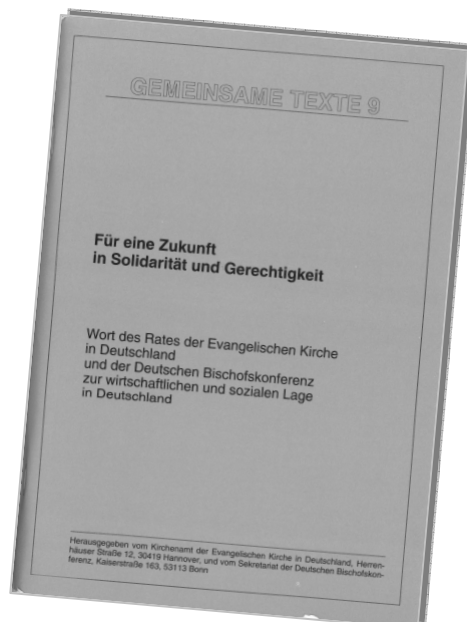 GEMEINSAME TEXTE 9
Für eine Zukunft
in Solidarität und Gerechtigkeit
Wort des Rates der Evangelischen Kirche
in Deutschland
und der Deutschen Bischofskonferenz
zur wirtschaftlichen und sozialen Lage
in Deutschland
Herausgegeben vom Kirchenamt der Evangelischen Kirche in Deutschland, Herren-
häuser Straße 12, 30419 Hannover, und vom Sekretariat der Deutschen Bischofskon-
ferenz, Kaiserstraße 163, 53113 Bonn